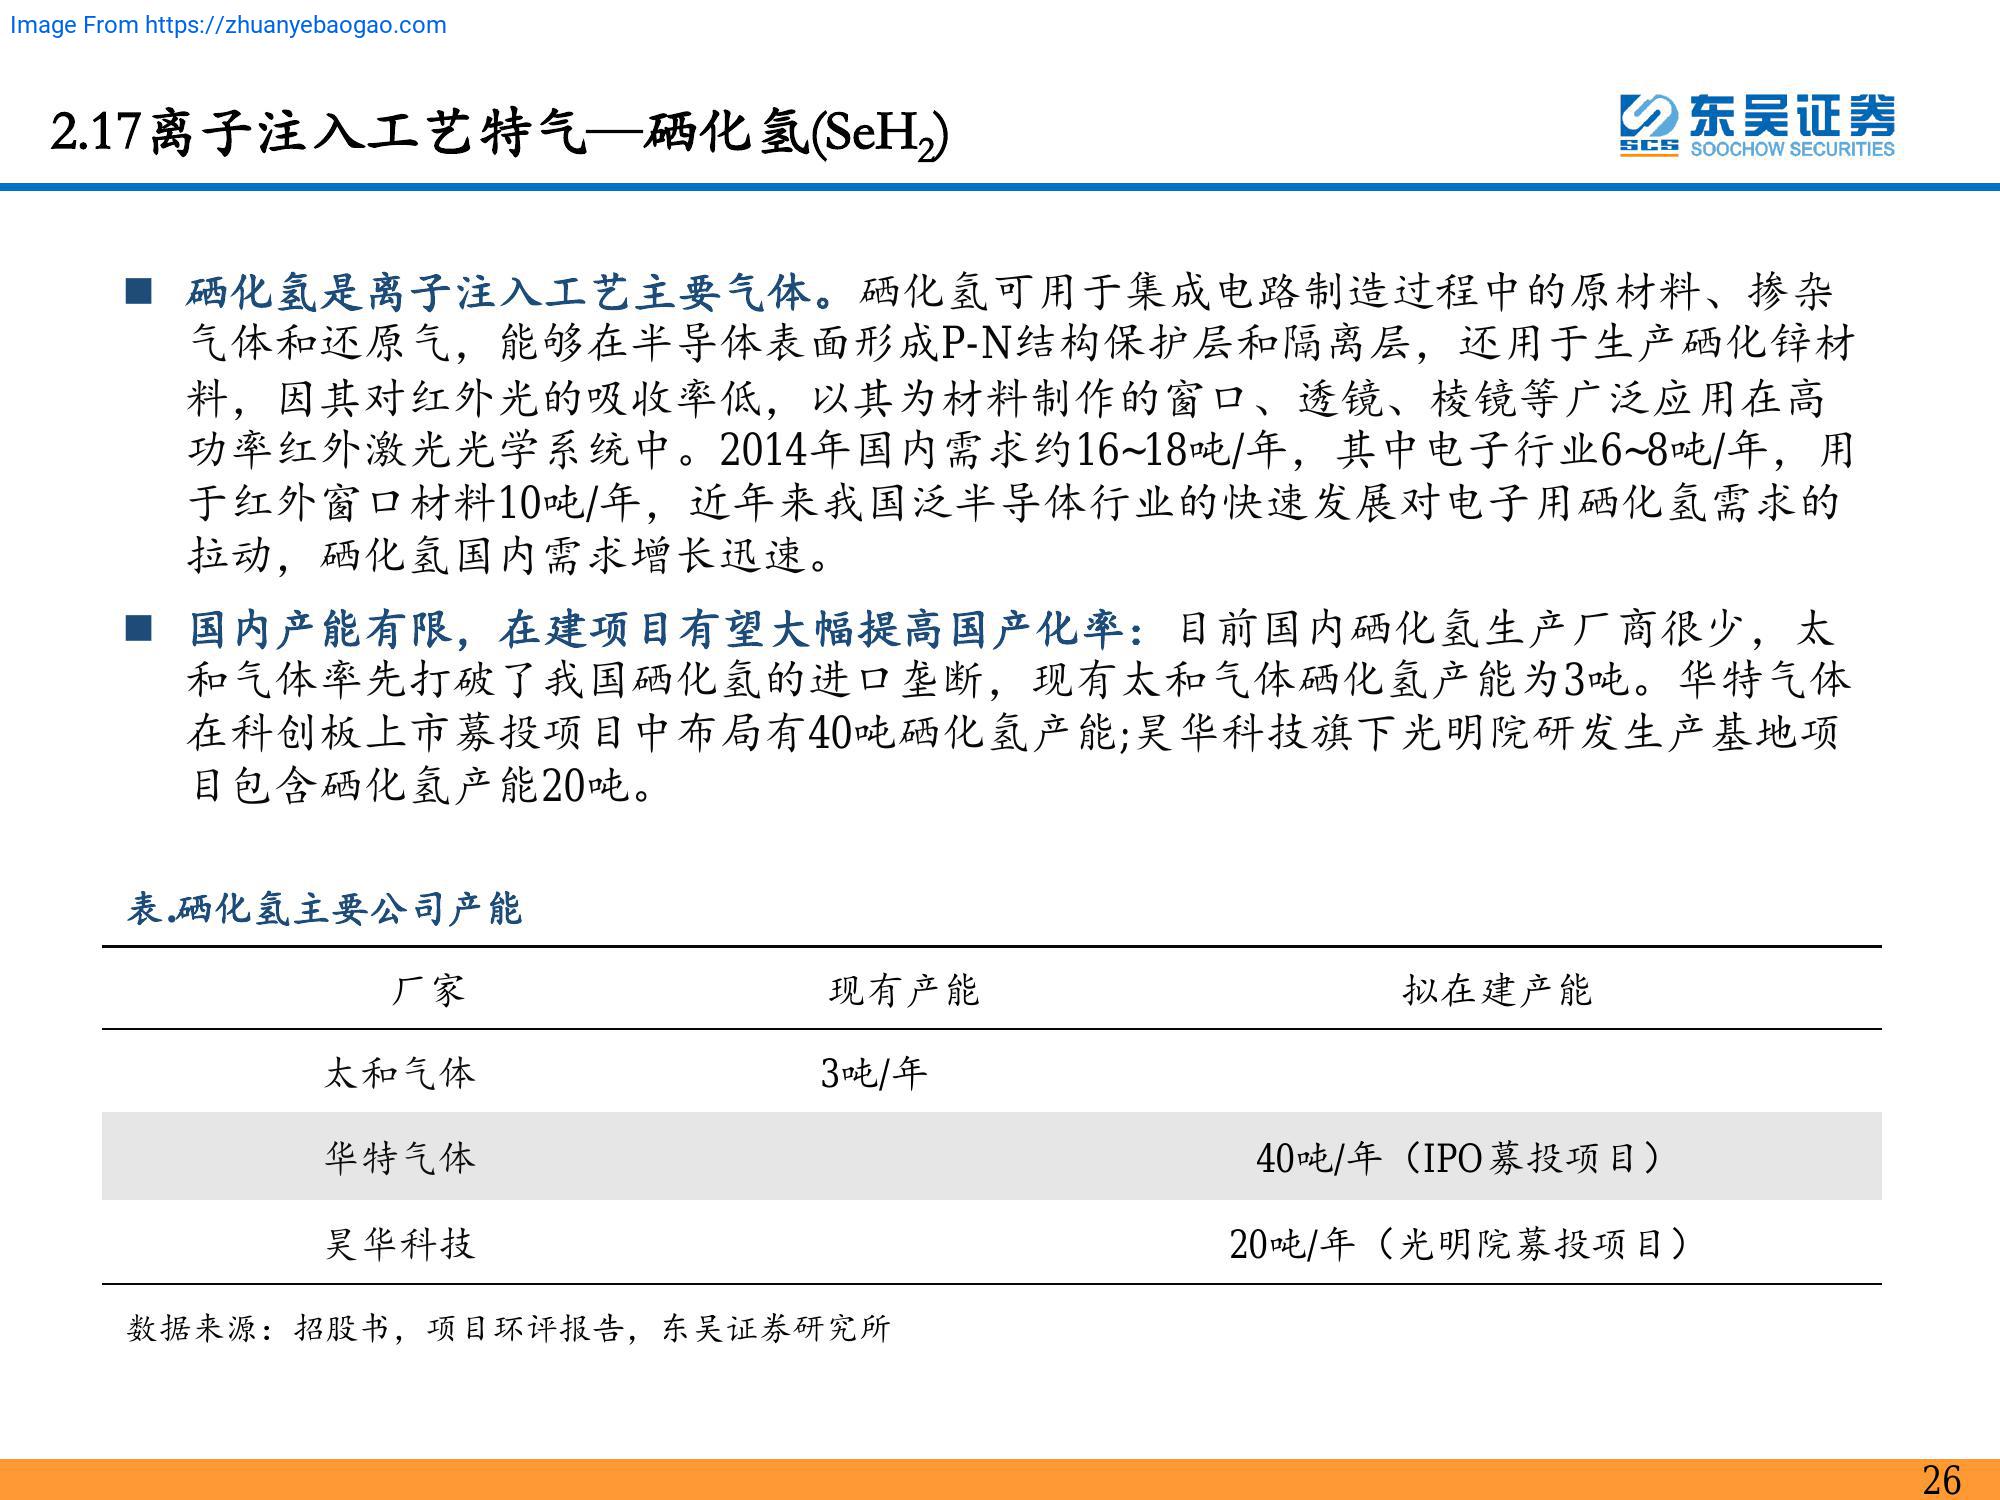 Image From https://zhuanyebaogao.com
2.17离子注入工艺特气—硒化氢(SeH₂)
东吴证券
SCS
SOOCHOW SECURITIES
■ 硒化氢是离子注入工艺主要气体。硒化氢可用于集成电路制造过程中的原材料、掺杂
气体和还原气，能够在半导体表面形成P-N结构保护层和隔离层，还用于生产硒化锌材
料，因其对红外光的吸收率低，以其为材料制作的窗口、透镜、棱镜等广泛应用在高
功率红外激光光学系统中。2014年国内需求约16~18吨/年，其中电子行业6~8吨/年，用
于红外窗口材料10吨/年，近年来我国泛半导体行业的快速发展对电子用硒化氢需求的
拉动，硒化氢国内需求增长迅速。
■ 国内产能有限，在建项目有望大幅提高国产化率：目前国内硒化氢生产厂商很少，太
和气体率先打破了我国硒化氢的进口垄断，现有太和气体硒化氢产能为3吨。华特气体
在科创板上市募投项目中布局有40吨硒化氢产能;昊华科技旗下光明院研发生产基地项
目包含硒化氢产能20吨。
表.硒化氢主要公司产能
厂家 现有产能 拟在建产能
太和气体 3吨/年
华特气体 40吨/年（IPO募投项目）
昊华科技 20吨/年（光明院募投项目）
数据来源：招股书，项目环评报告，东吴证券研究所
26